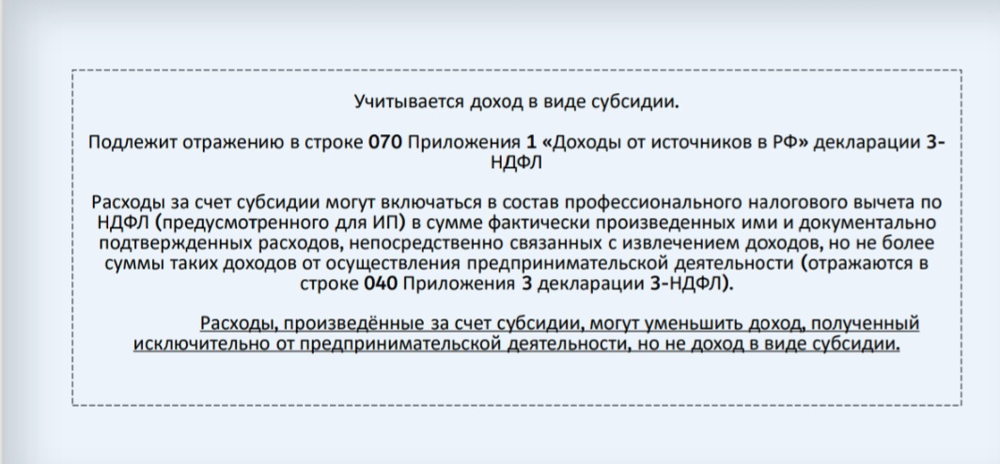 Учитывается доход в виде субсидии.
Подлежит отражению в строке 070 Приложения 1 «Доходы от источников в РФ» декларации 3-
НДФЛ
Расходы за счет субсидии могут включаться в состав профессионального налогового вычета по
НДФЛ (предусмотренного для ИП) в сумме фактически произведенных ими и документально
подтвержденных расходов, непосредственно связанных с извлечением доходов, но не более
суммы таких доходов от осуществления предпринимательской деятельности (отражаются в
строке 040 Приложения 3 декларации 3-НДФЛ).
Расходы, произведённые за счет субсидии, могут уменьшить доход, полученный
исключительно от предпринимательской деятельности, но не доход в виде субсидии.